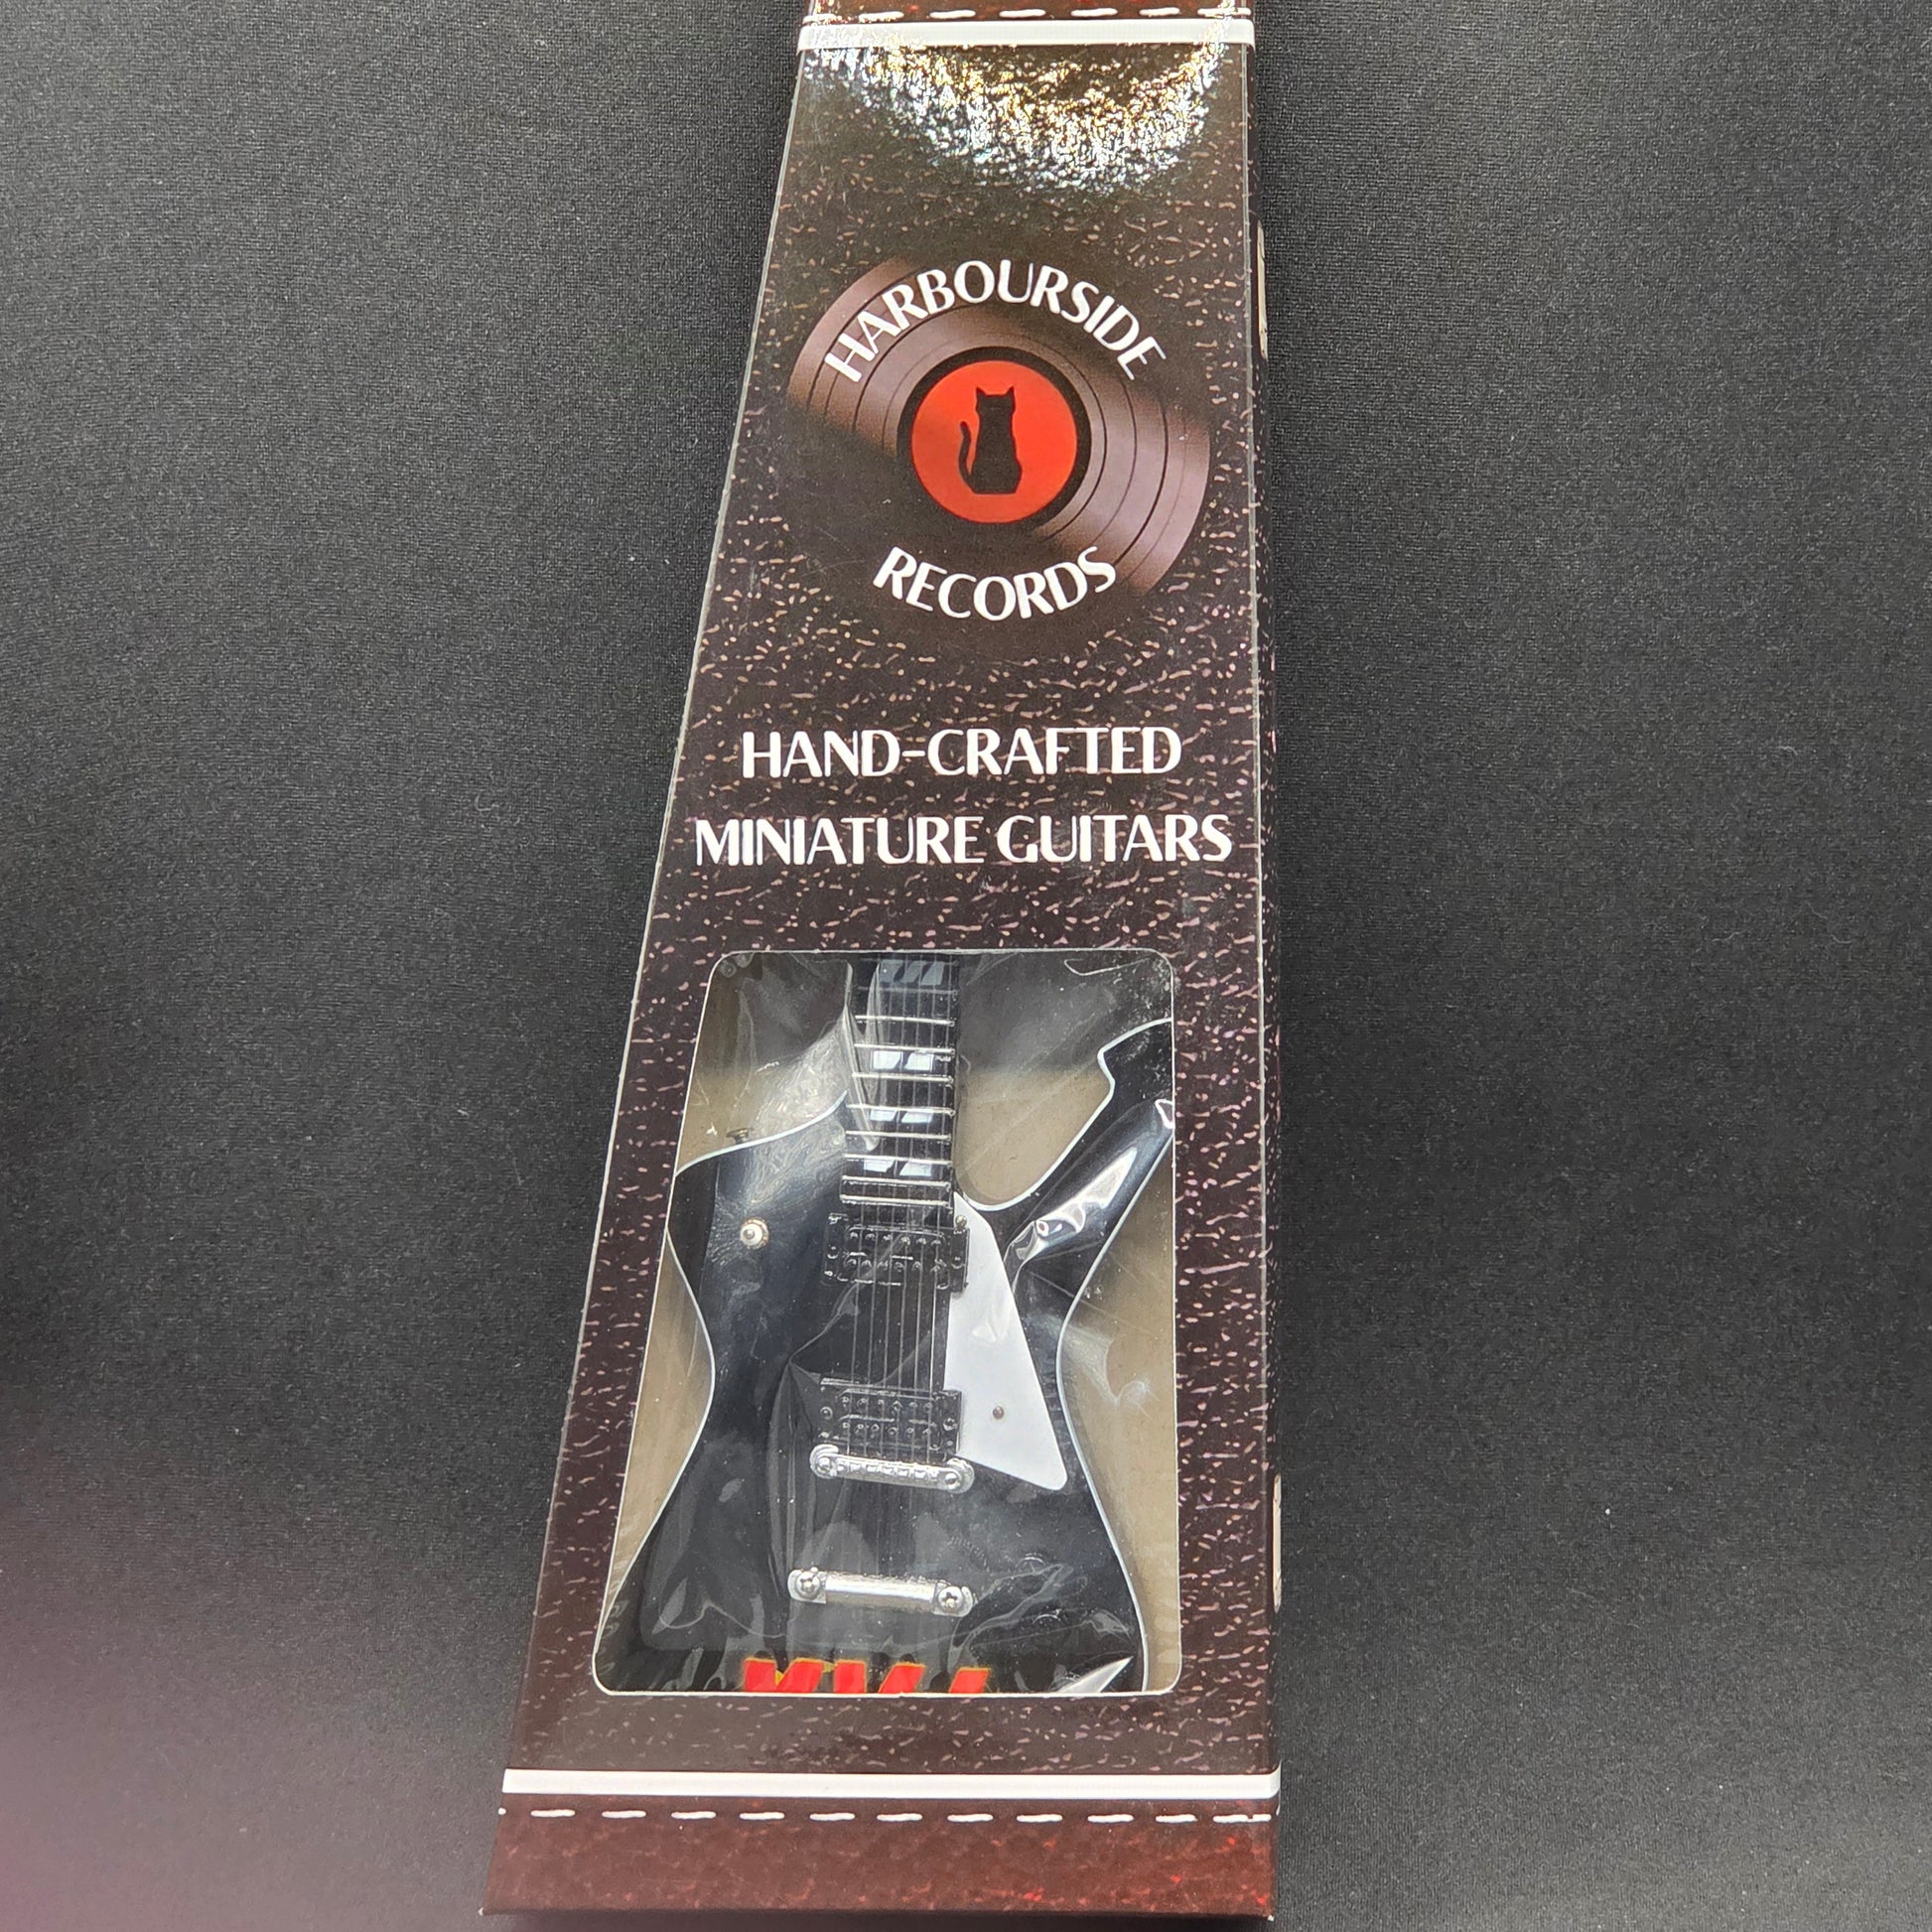 HARBOURSIDE
RECORDS
HAND-CRAFTED
MINIATURE GUITARS